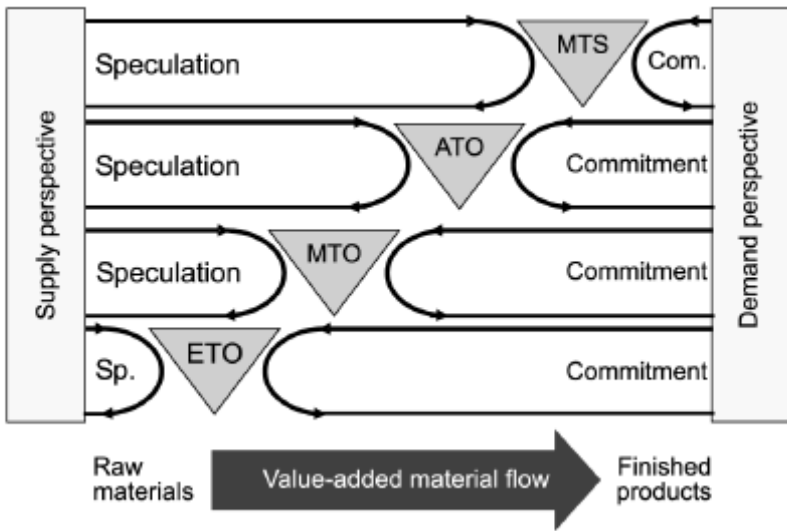 Supply perspective
Speculation
MTS
Com.
Speculation
ATO
Commitment
Speculation
MTO
Commitment
Sp.
ETO
Commitment
Demand perspective
Raw
materials
Value-added material flow
Finished
products